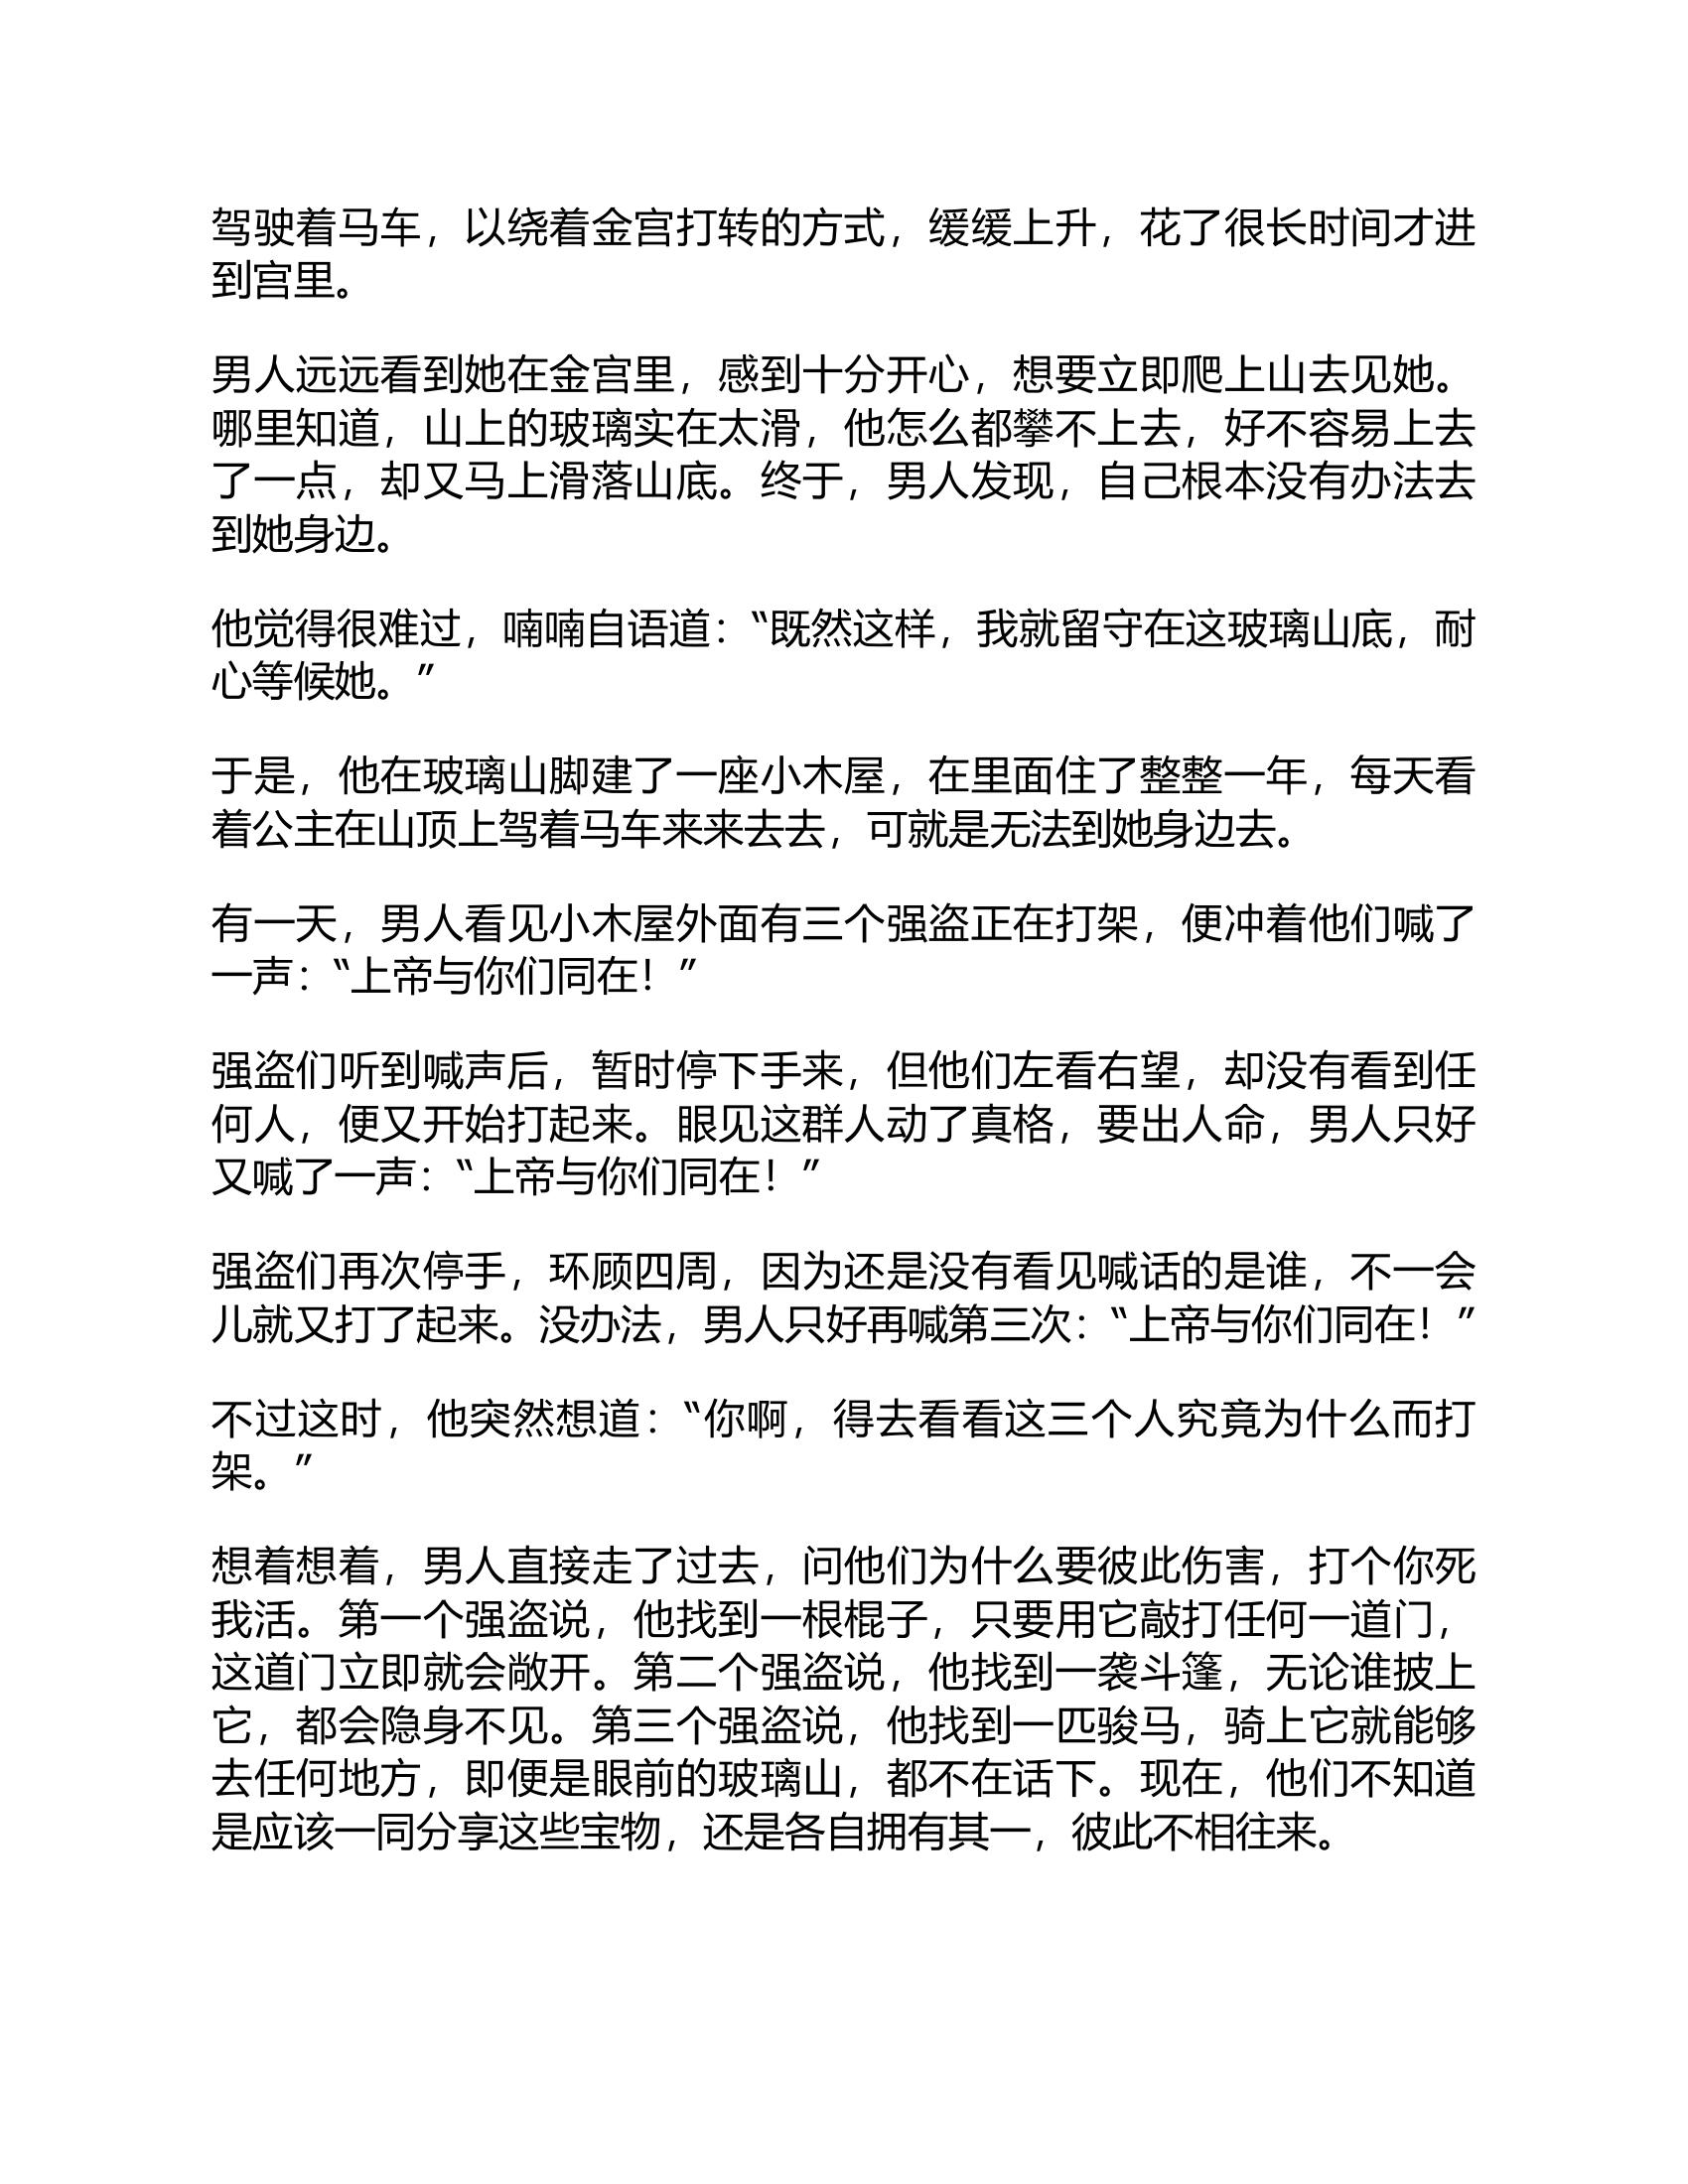 驾驶着马车，以绕着金宫打转的方式，缓缓上升，花了很长时间才进
到宫里。
男人远远看到她在金宫里，感到十分开心，想要立即爬上山去见她。
哪里知道，山上的玻璃实在太滑，他怎么都攀不上去，好不容易上去
了一点，却又马上滑落山底。终于，男人发现，自己根本没有办法去
到她身边。
他觉得很难过，喃喃自语道：“既然这样，我就留守在这玻璃山底，耐
心等候她。”
于是，他在玻璃山脚建了一座小木屋，在里面住了整整一年，每天看
着公主在山顶上驾着马车来来去去，可就是无法到她身边去。
有一天，男人看见小木屋外面有三个强盗正在打架，便冲着他们喊了
一声：“上帝与你们同在！”
强盗们听到喊声后，暂时停下手来，但他们左看右望，却没有看到任
何人，便又开始打起来。眼见这群人动了真格，要出人命，男人只好
又喊了一声：“上帝与你们同在！”
强盗们再次停手，环顾四周，因为还是没有看见喊话的是谁，不一会
儿就又打了起来。没办法，男人只好再喊第三次：“上帝与你们同在！”
不过这时，他突然想道：“你啊，得去看看这三个人究竟为什么而打
架。”
想着想着，男人直接走了过去，问他们为什么要彼此伤害，打个你死
我活。第一个强盗说，他找到一根棍子，只要用它敲打任何一道门，
这道门立即就会敞开。第二个强盗说，他找到一袭斗篷，无论谁披上
它，都会隐身不见。第三个强盗说，他找到一匹骏马，骑上它就能够
去任何地方，即便是眼前的玻璃山，都不在话下。现在，他们不知道
是应该一同分享这些宝物，还是各自拥有其一，彼此不相往来。